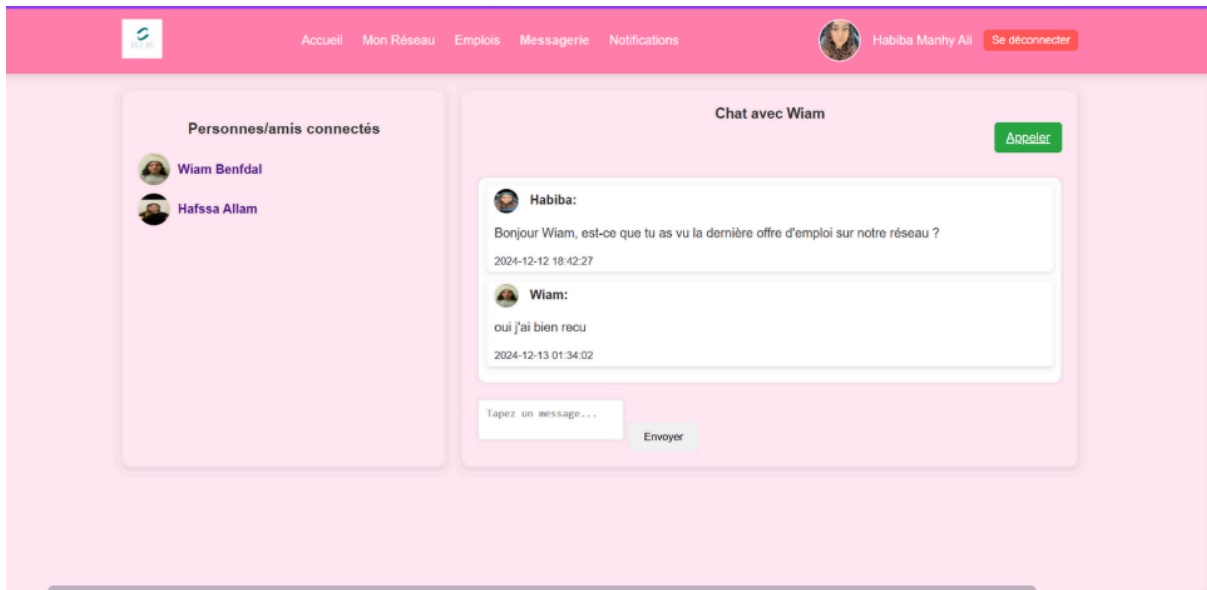 Accueil Mon Réseau Emplois Messagerie Notifications Habiba Manhy Ali Se déconnecter
Personnes/amis connectés
Wiam Benfdal
Hafssa Allam
Chat avec Wiam
Appeler
Habiba:
Bonjour Wiam, est-ce que tu as vu la dernière offre d'emploi sur notre réseau ?
2024-12-12 18:42:27
Wiam:
oui j'ai bien recu
2024-12-13 01:34:02
Tapez un message...
Envoyer